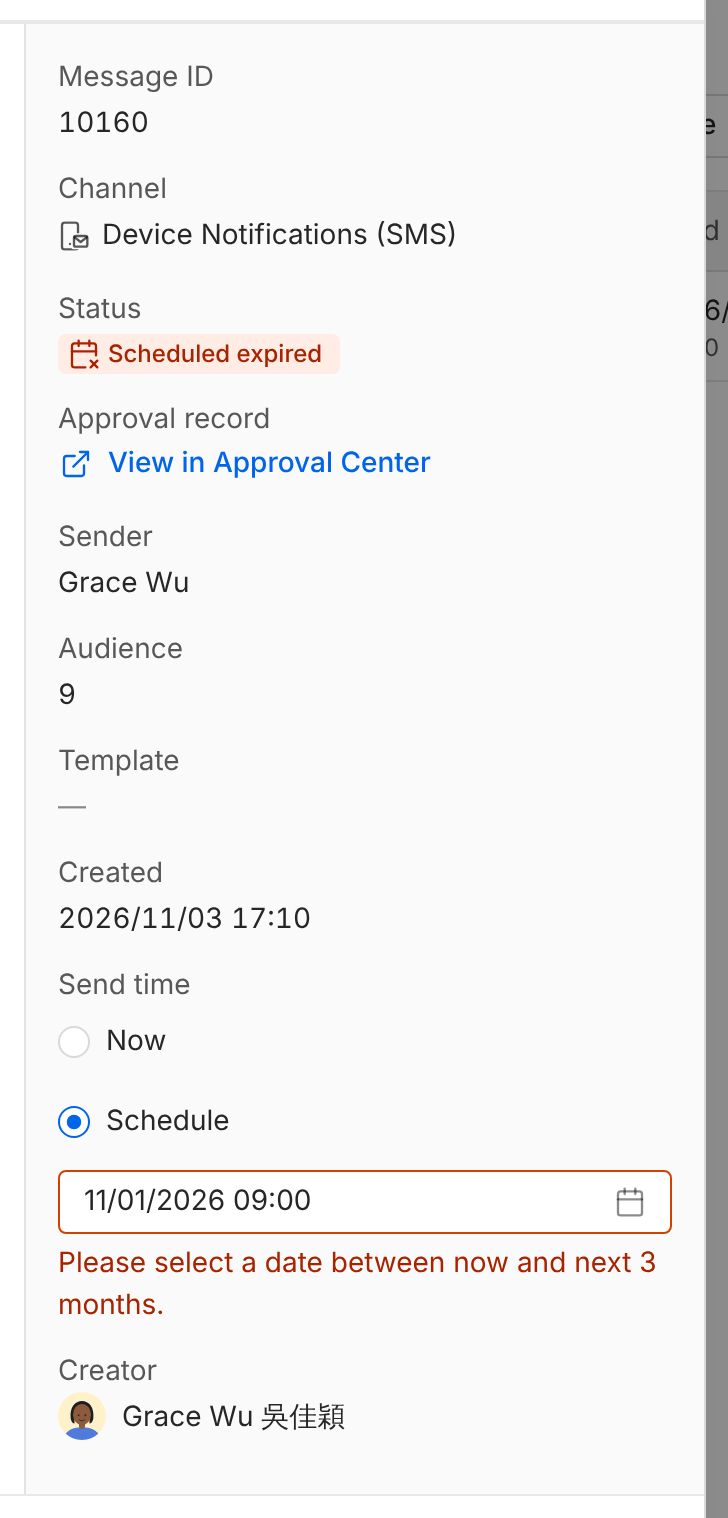 Message ID
10160
Channel
Device Notifications (SMS)
Status
Scheduled expired
Approval record
View in Approval Center
Sender
Grace Wu
Audience
9
Template
—
Created
2026/11/03 17:10
Send time
Now
Schedule
11/01/2026 09:00
Please select a date between now and next 3
months.
Creator
Grace Wu 吳佳穎
e
d
6/
0